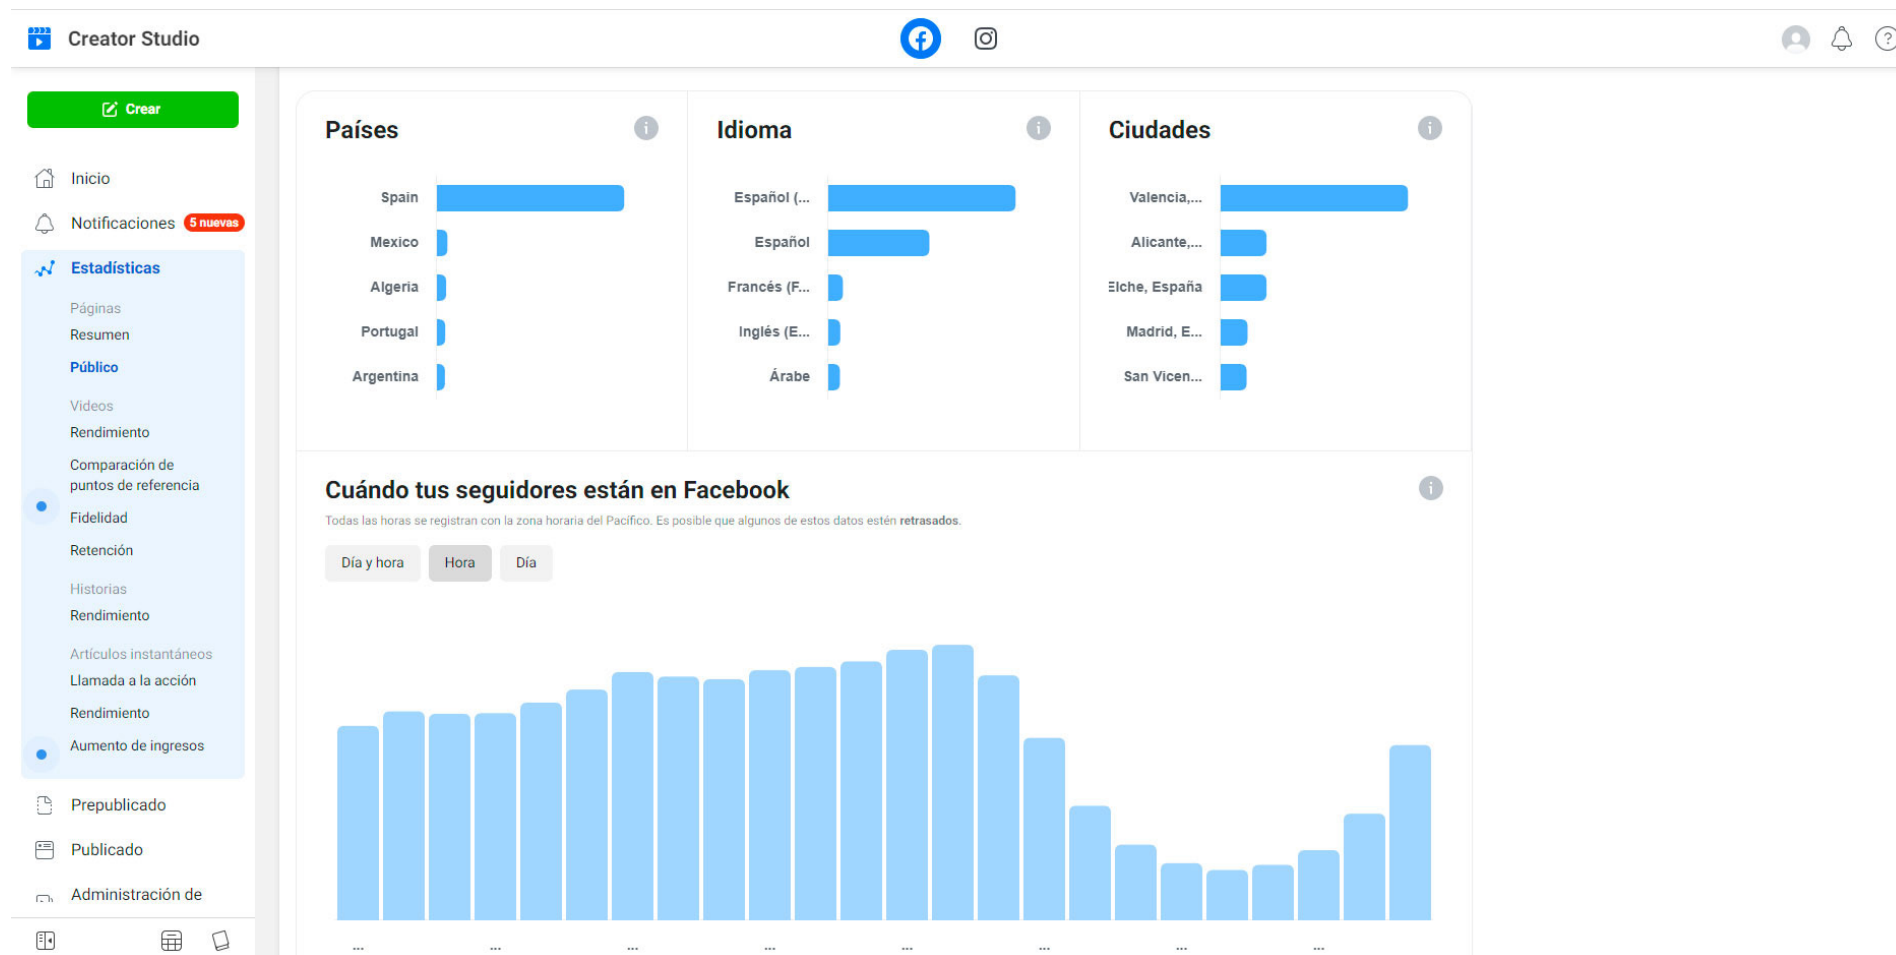 Creator Studio
Crear
Inicio
Notificaciones 5 nuevas
Estadísticas
Páginas
Resumen
Público
Videos
Rendimiento
Comparación de
puntos de referencia
Fidelidad
Retención
Historias
Rendimiento
Artículos instantáneos
Llamada a la acción
Rendimiento
Aumento de ingresos
Prepublicado
Publicado
Administración de
Países
Spain
Mexico
Algeria
Portugal
Argentina
Idioma
Español (...
Español
Francés (F...
Inglés (E...
Árabe
Ciudades
Valencia,...
Alicante,...
Elche, España
Madrid, E...
San Vicen...
Cuándo tus seguidores están en Facebook
Todas las horas se registran con la zona horaria del Pacífico. Es posible que algunos de estos datos estén retrasados.
Día y hora Hora Día
... ... ... ... ... ... ... ...